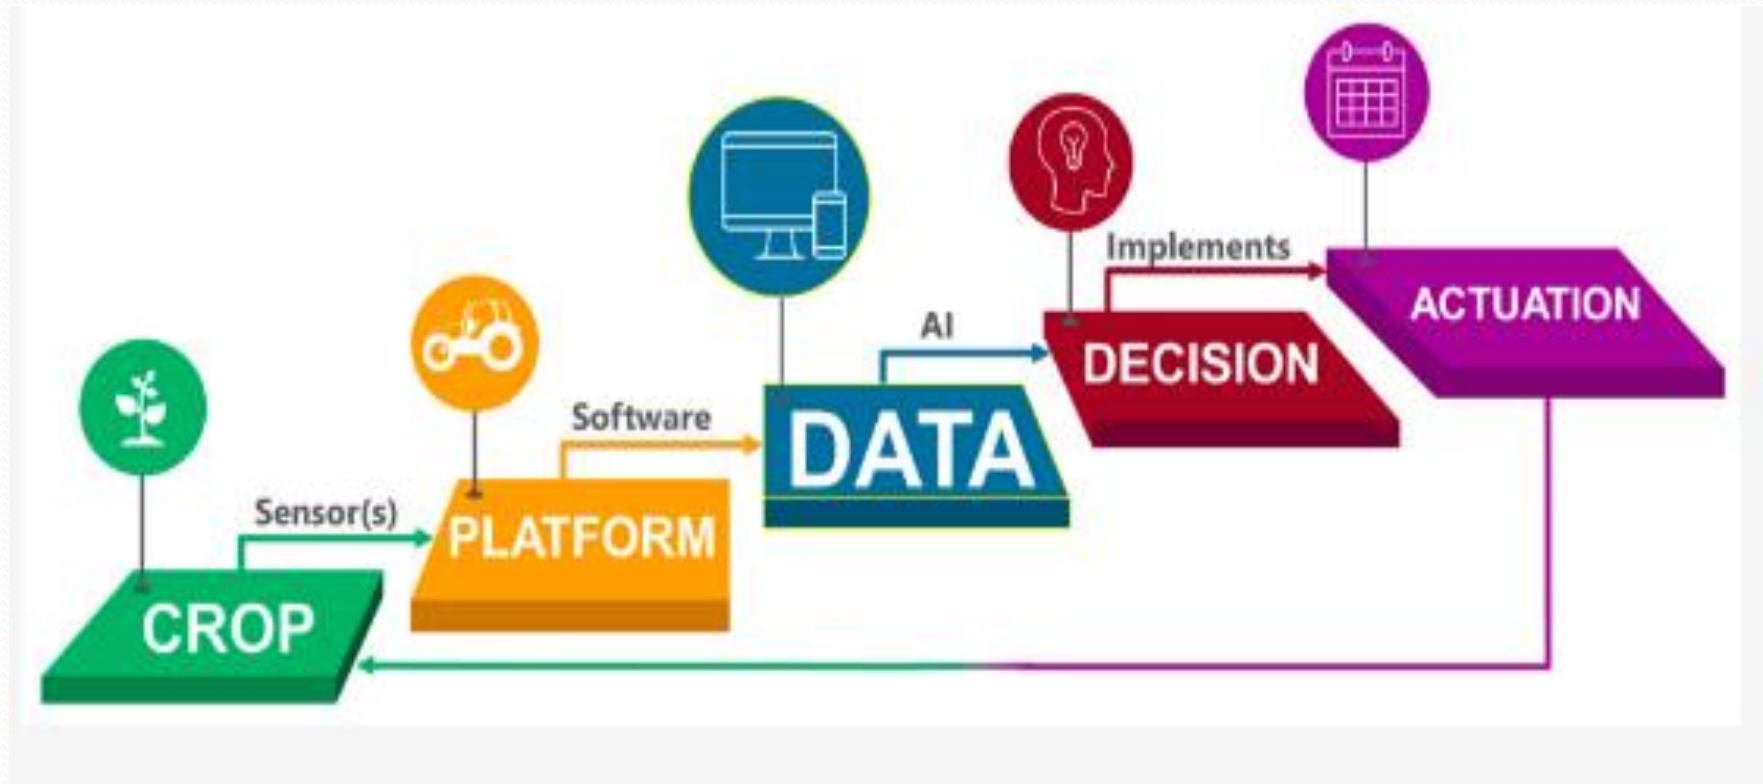 CROP
Sensor(s)
PLATFORM
Software
DATA
AI
DECISION
Implements
ACTUATION